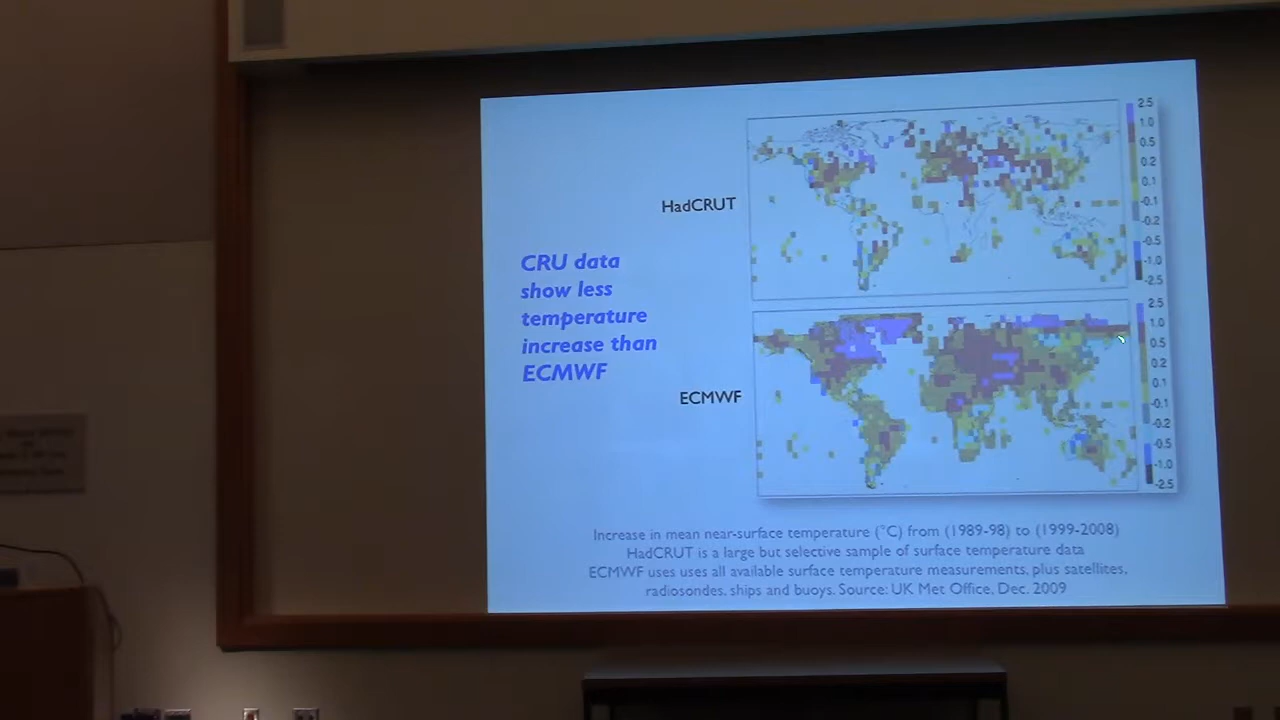 HadCRUT
2.5
1.0
0.5
0.2
0.1
-0.1
-0.2
-0.5
-1.0
-2.5
CRU data
show less
temperature
increase than
ECMWF
ECMWF
2.5
1.0
0.5
0.2
0.1
-0.1
-0.2
-0.5
-1.0
-2.5
Increase in mean near-surface temperature (°C) from (1989-98) to (1999-2008)
HadCRUT is a large but selective sample of surface temperature data
ECMWF uses uses all available surface temperature measurements, plus satellites,
radiosondes, ships and buoys. Source: UK Met Office, Dec. 2009